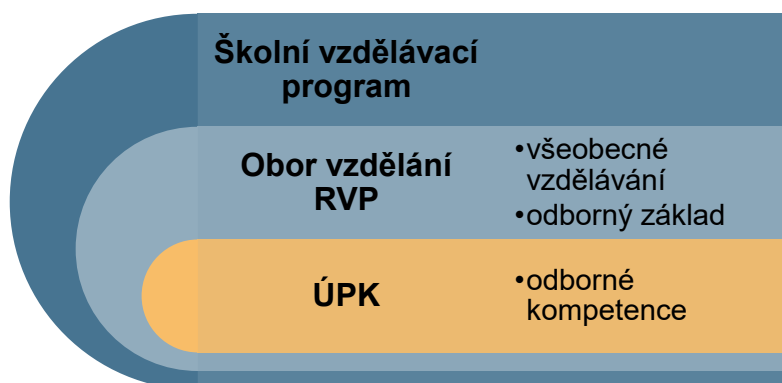 Školní vzdělávací
program
Obor vzdělání
RVP
•všeobecné
vzdělávání
•odborný základ
ÚPK
•odborné
kompetence